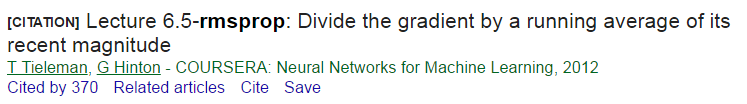 [CITATION] Lecture 6.5-rmsprop: Divide the gradient by a running average of its
recent magnitude
T Tieleman, G Hinton - COURSERA: Neural Networks for Machine Learning, 2012
Cited by 370 Related articles Cite Save